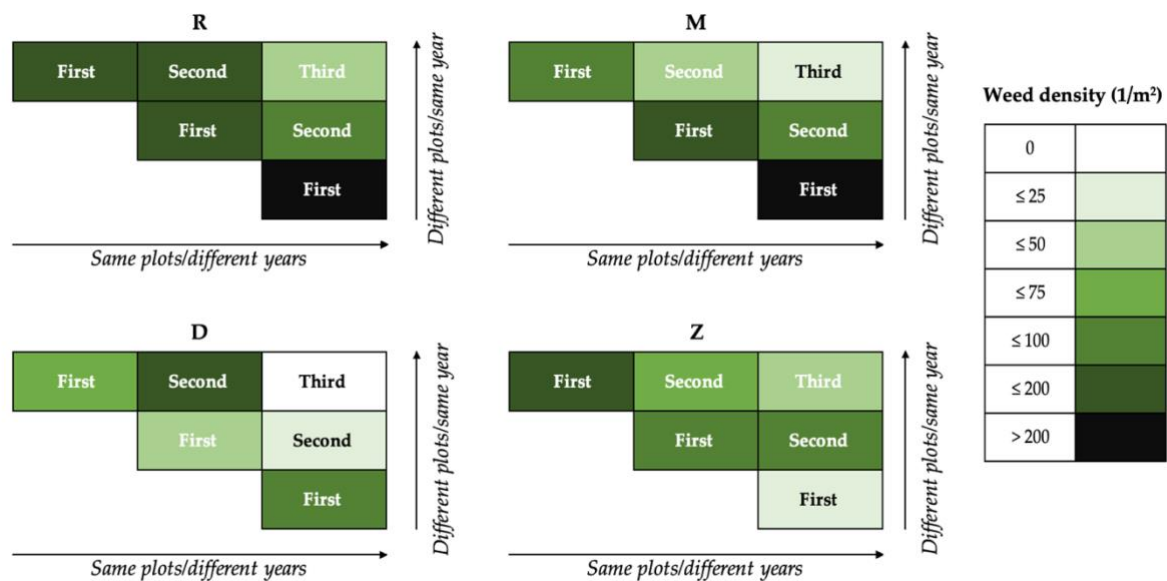 R
First Second Third
First Second
First
Different plots/same year
Same plots/different years
M
First Second Third
First Second
First
Different plots/same year
Same plots/different years
D
First Second Third
First Second
First
Different plots/same year
Same plots/different years
Z
First Second Third
First Second
First
Different plots/same year
Same plots/different years
Weed density (1/m²)
0
≤ 25
≤ 50
≤ 75
≤ 100
≤ 200
> 200